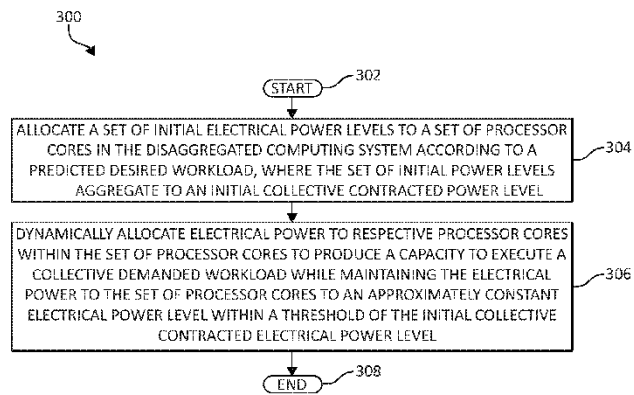 300
START
302
ALLOCATE A SET OF INITIAL ELECTRICAL POWER LEVELS TO A SET OF PROCESSOR
CORES IN THE DISAGGREGATED COMPUTING SYSTEM ACCORDING TO A
PREDICTED DESIRED WORKLOAD, WHERE THE SET OF INITIAL POWER LEVELS
AGGREGATE TO AN INITIAL COLLECTIVE CONTRACTED POWER LEVEL
304
DYNAMICALLY ALLOCATE ELECTRICAL POWER TO RESPECTIVE PROCESSOR CORES
WITHIN THE SET OF PROCESSOR CORES TO PRODUCE A CAPACITY TO EXECUTE A
COLLECTIVE DEMANDED WORKLOAD WHILE MAINTAINING THE ELECTRICAL
POWER TO THE SET OF PROCESSOR CORES TO AN APPROXIMATELY CONSTANT
ELECTRICAL POWER LEVEL WITHIN A THRESHOLD OF THE INITIAL COLLECTIVE
CONTRACTED ELECTRICAL POWER LEVEL
306
END
308